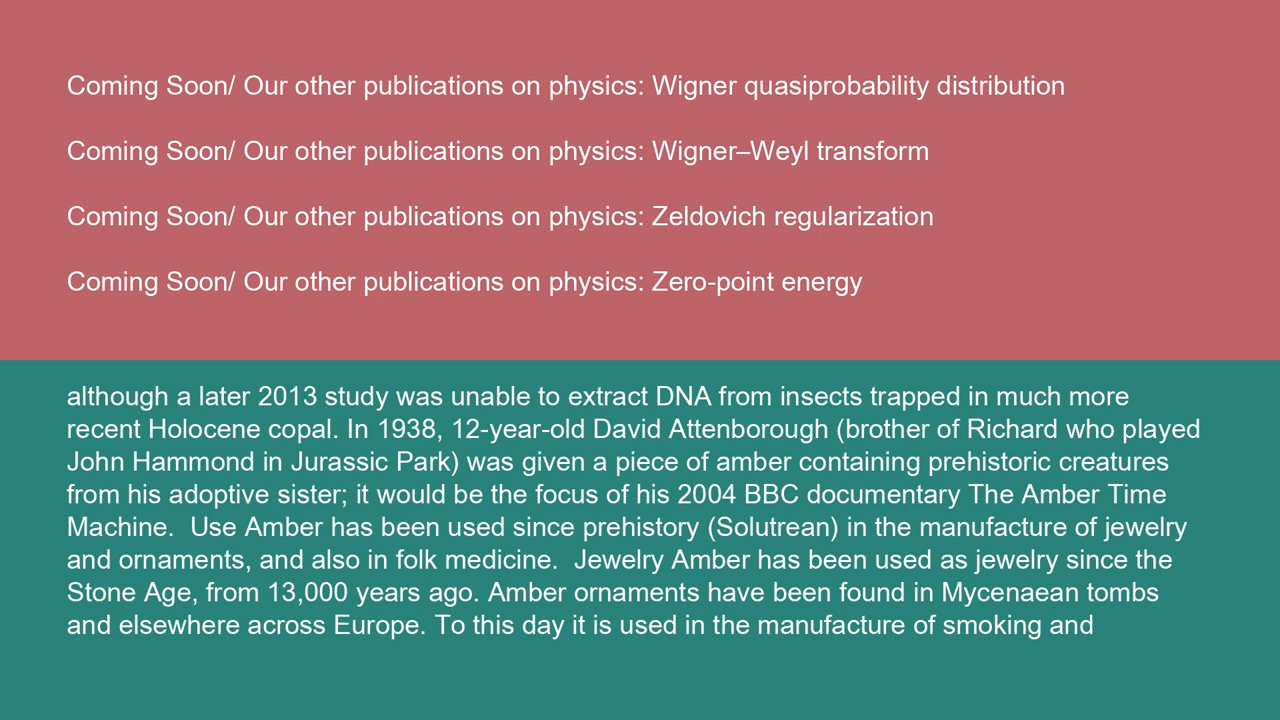 Coming Soon/ Our other publications on physics: Wigner quasiprobability distribution
Coming Soon/ Our other publications on physics: Wigner–Weyl transform
Coming Soon/ Our other publications on physics: Zeldovich regularization
Coming Soon/ Our other publications on physics: Zero-point energy
although a later 2013 study was unable to extract DNA from insects trapped in much more
recent Holocene copal. In 1938, 12-year-old David Attenborough (brother of Richard who played
John Hammond in Jurassic Park) was given a piece of amber containing prehistoric creatures
from his adoptive sister; it would be the focus of his 2004 BBC documentary The Amber Time
Machine.  Use Amber has been used since prehistory (Solutrean) in the manufacture of jewelry
and ornaments, and also in folk medicine.  Jewelry Amber has been used as jewelry since the
Stone Age, from 13,000 years ago. Amber ornaments have been found in Mycenaean tombs
and elsewhere across Europe. To this day it is used in the manufacture of smoking and